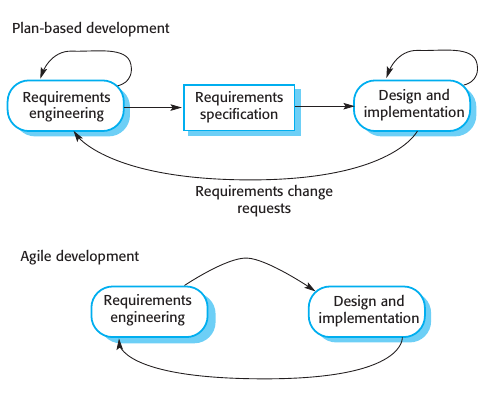 Plan-based development
Requirements
engineering
Requirements
specification
Design and
implementation
Requirements change
requests
Agile development
Requirements
engineering
Design and
implementation